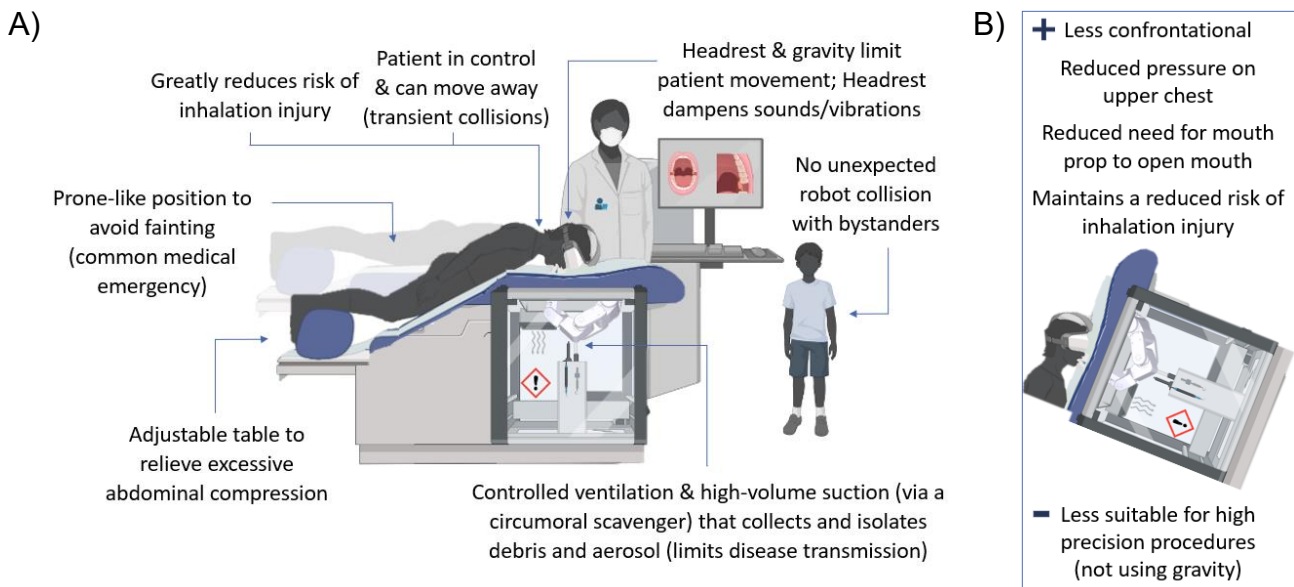 A)
Greatly reduces risk of
inhalation injury
Patient in control
& can move away
(transient collisions)
Headrest & gravity limit
patient movement; Headrest
dampens sounds/vibrations
No unexpected
robot collision
with bystanders
Prone-like position to
avoid fainting
(common medical
emergency)
Adjustable table to
relieve excessive
abdominal compression
Controlled ventilation & high-volume suction (via a
circumoral scavenger) that collects and isolates
debris and aerosol (limits disease transmission)
!
B)
+ Less confrontational
Reduced pressure on
upper chest
Reduced need for mouth
prop to open mouth
Maintains a reduced risk of
inhalation injury
!
- Less suitable for high
precision procedures
(not using gravity)